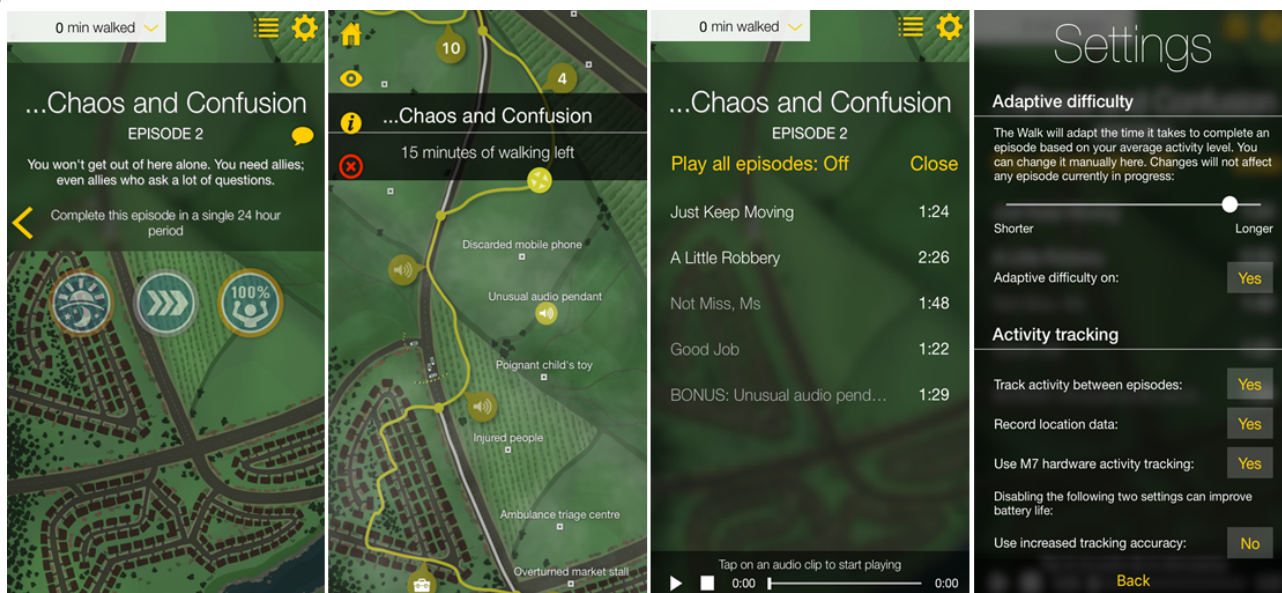 0 min walked
...Chaos and Confusion
EPISODE 2
You won't get out of here alone. You need allies;
even allies who ask a lot of questions.
Complete this episode in a single 24 hour
period
100%
10
4
i
...Chaos and Confusion
15 minutes of walking left
Discarded mobile phone
Unusual audio pendant
Poignant child's toy
Injured people
Ambulance triage centre
Overturned market stall
0 min walked
...Chaos and Confusion
EPISODE 2
Play all episodes: Off Close
Just Keep Moving 1:24
A Little Robbery 2:26
Not Miss, Ms 1:48
Good Job 1:22
BONUS: Unusual audio pend... 1:29
Tap on an audio clip to start playing
0:00 0:00
Settings
Adaptive difficulty
The Walk will adapt the time it takes to complete an
episode based on your average activity level. You
can change it manually here. Changes will not affect
any episode currently in progress:
Shorter Longer
Adaptive difficulty on: Yes
Activity tracking
Track activity between episodes: Yes
Record location data: Yes
Use M7 hardware activity tracking: Yes
Disabling the following two settings can improve
battery life:
Use increased tracking accuracy: No
Back